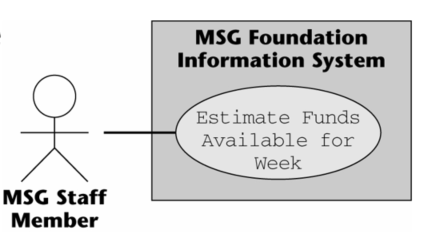 MSG Foundation
Information System
Estimate Funds
Available for
Week
MSG Staff
Member